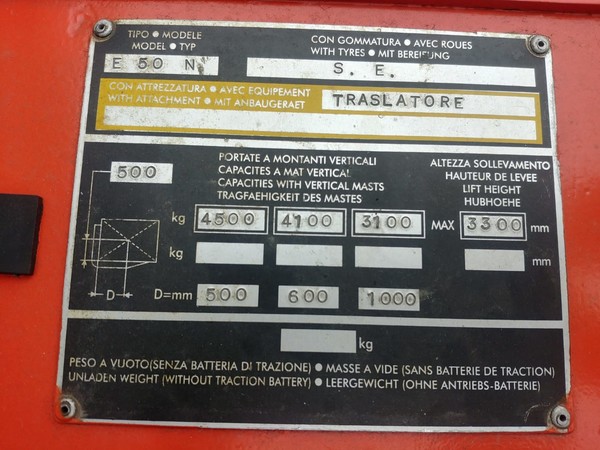 TIPO ● MODELE
MODEL ● TYP
CON GOMMATURA ● AVEC ROUES
WITH TYRES ● MIT BEREIFUNG
E 50 N
S. E.
CON ATTREZZATURA ● AVEC EQUIPEMENT
WITH ATTACHMENT ● MIT ANBAUGERAET
TRASLATORE
500
PORTATE A MONTANTI VERTICALI
CAPACITES A MAT VERTICAL
CAPACITIES WITH VERTICAL MASTS
TRAGFAEHIGKEIT DES MASTES
ALTEZZA SOLLEVAMENTO
HAUTEUR DE LEVEE
LIFT HEIGHT
HUBHOEHE
kg 4500 4100 3100 MAX 3300 mm
kg mm
D D=mm 500 600 1000
kg
PESO A VUOTO(SENZA BATTERIA DI TRAZIONE) ● MASSE A VIDE (SANS BATTERIE DE TRACTION)
UNLADEN WEIGHT (WITHOUT TRACTION BATTERY) ● LEERGEWICHT (OHNE ANTRIEBS-BATTERIE)